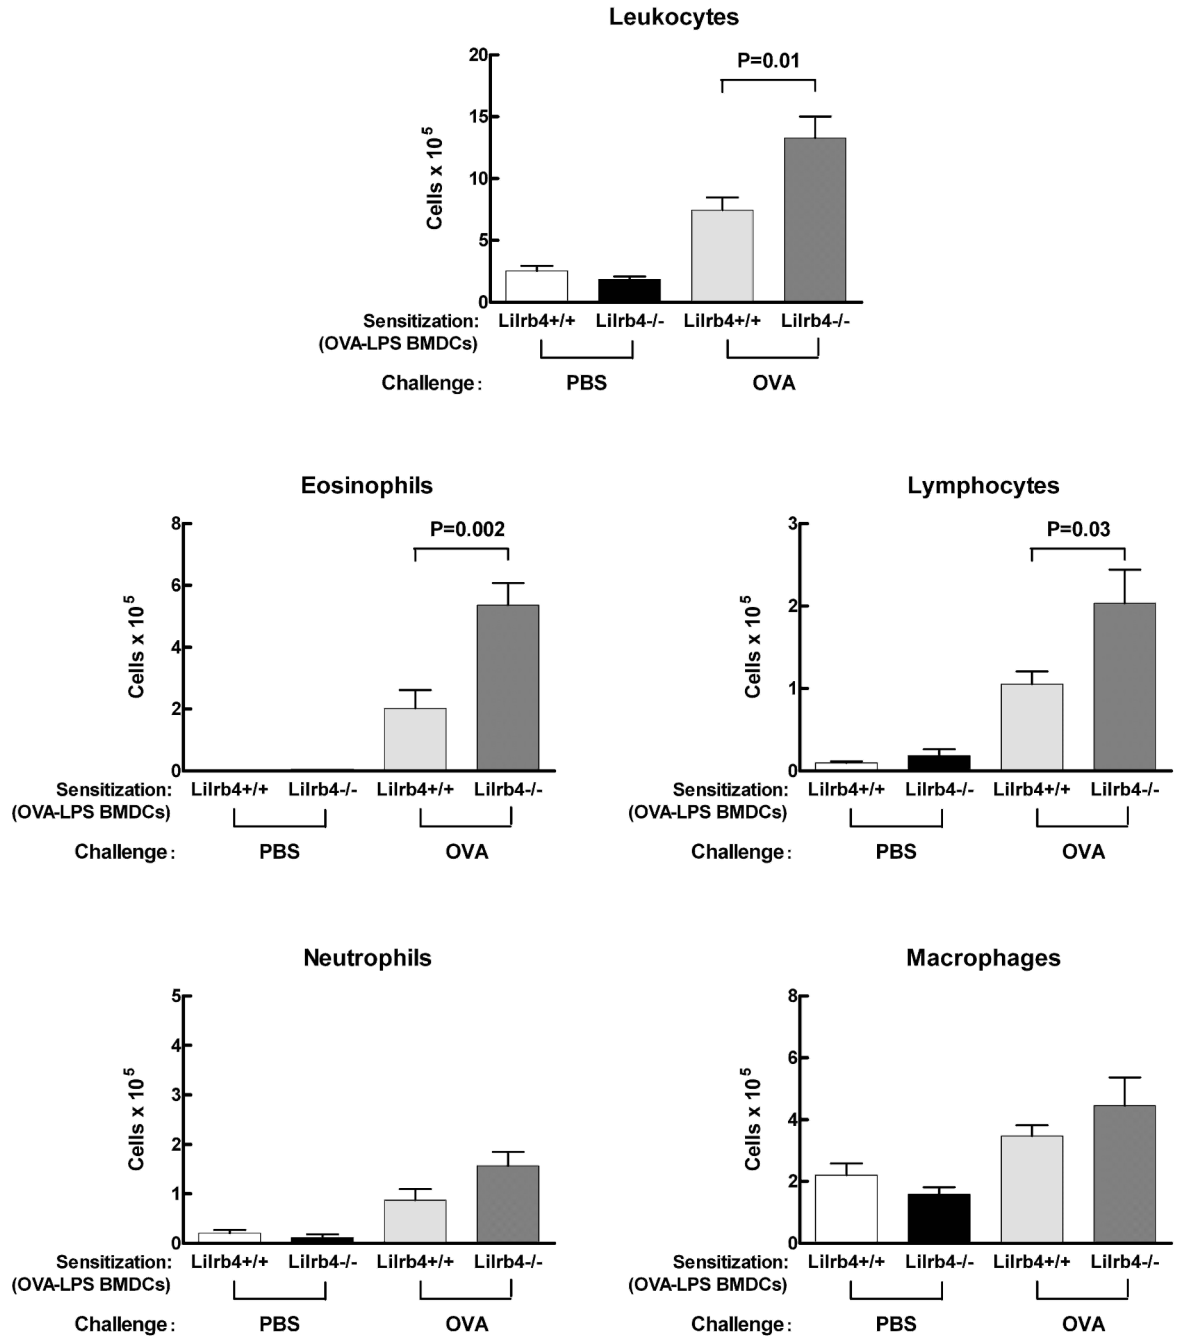 Leukocytes
20
P=0.01
15
10
5
0
Cells x 10^5
Sensitization: Lilrb4+/+ Lilrb4-/- Lilrb4+/+ Lilrb4-/-
(OVA-LPS BMDCs)
Challenge: PBS OVA
Eosinophils
8
P=0.002
6
4
2
0
Cells x 10^5
Sensitization: Lilrb4+/+ Lilrb4-/- Lilrb4+/+ Lilrb4-/-
(OVA-LPS BMDCs)
Challenge: PBS OVA
Lymphocytes
3
P=0.03
2
1
0
Cells x 10^5
Sensitization: Lilrb4+/+ Lilrb4-/- Lilrb4+/+ Lilrb4-/-
(OVA-LPS BMDCs)
Challenge: PBS OVA
Neutrophils
5
4
3
2
1
0
Cells x 10^5
Sensitization: Lilrb4+/+ Lilrb4-/- Lilrb4+/+ Lilrb4-/-
(OVA-LPS BMDCs)
Challenge: PBS OVA
Macrophages
8
6
4
2
0
Cells x 10^5
Sensitization: Lilrb4+/+ Lilrb4-/- Lilrb4+/+ Lilrb4-/-
(OVA-LPS BMDCs)
Challenge: PBS OVA